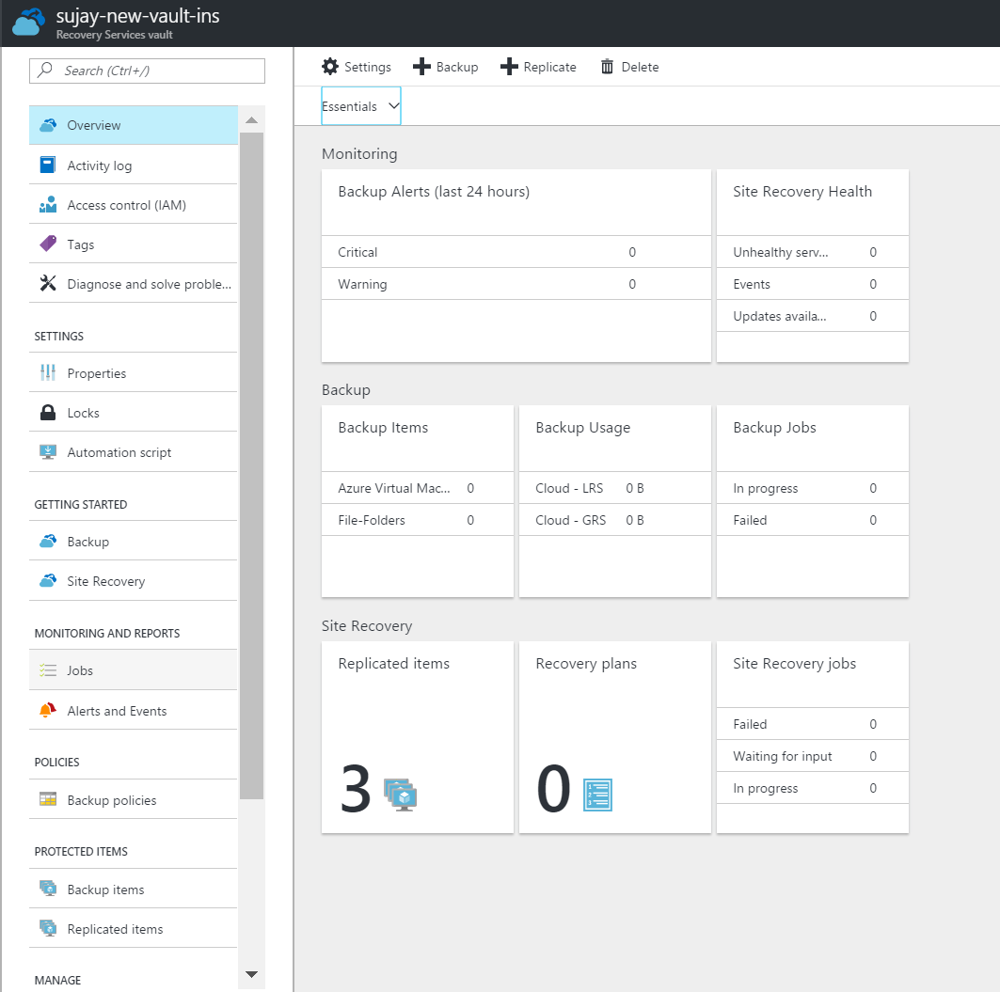 sujay-new-vault-ins
Recovery Services vault
Search (Ctrl+/)
Overview
Activity log
Access control (IAM)
Tags
Diagnose and solve proble...
SETTINGS
Properties
Locks
Automation script
GETTING STARTED
Backup
Site Recovery
MONITORING AND REPORTS
Jobs
Alerts and Events
POLICIES
Backup policies
PROTECTED ITEMS
Backup items
Replicated items
MANAGE
Settings Backup Replicate Delete
Essentials
Monitoring
Backup Alerts (last 24 hours)
Critical 0
Warning 0
Site Recovery Health
Unhealthy serv... 0
Events 0
Updates availa... 0
Backup
Backup Items
Azure Virtual Mac... 0
File-Folders 0
Backup Usage
Cloud - LRS 0 B
Cloud - GRS 0 B
Backup Jobs
In progress 0
Failed 0
Site Recovery
Replicated items
3
Recovery plans
0
Site Recovery jobs
Failed 0
Waiting for input 0
In progress 0